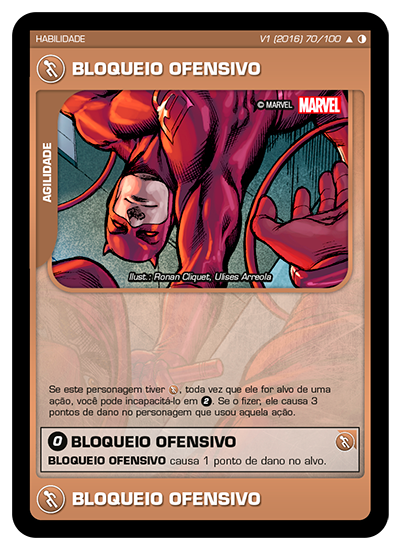 HABILIDADE
V1 (2016) 70/100 ▲ ◑
BLOQUEIO OFENSIVO
© MARVEL MARVEL
AGILIDADE
Ilust.: Ronan Cliquet, Ulises Arreola
Se este personagem tiver , toda vez que ele for alvo de uma
ação, você pode incapacitá-lo em 2. Se o fizer, ele causa 3
pontos de dano no personagem que usou aquela ação.
0 BLOQUEIO OFENSIVO
BLOQUEIO OFENSIVO causa 1 ponto de dano no alvo.
BLOQUEIO OFENSIVO